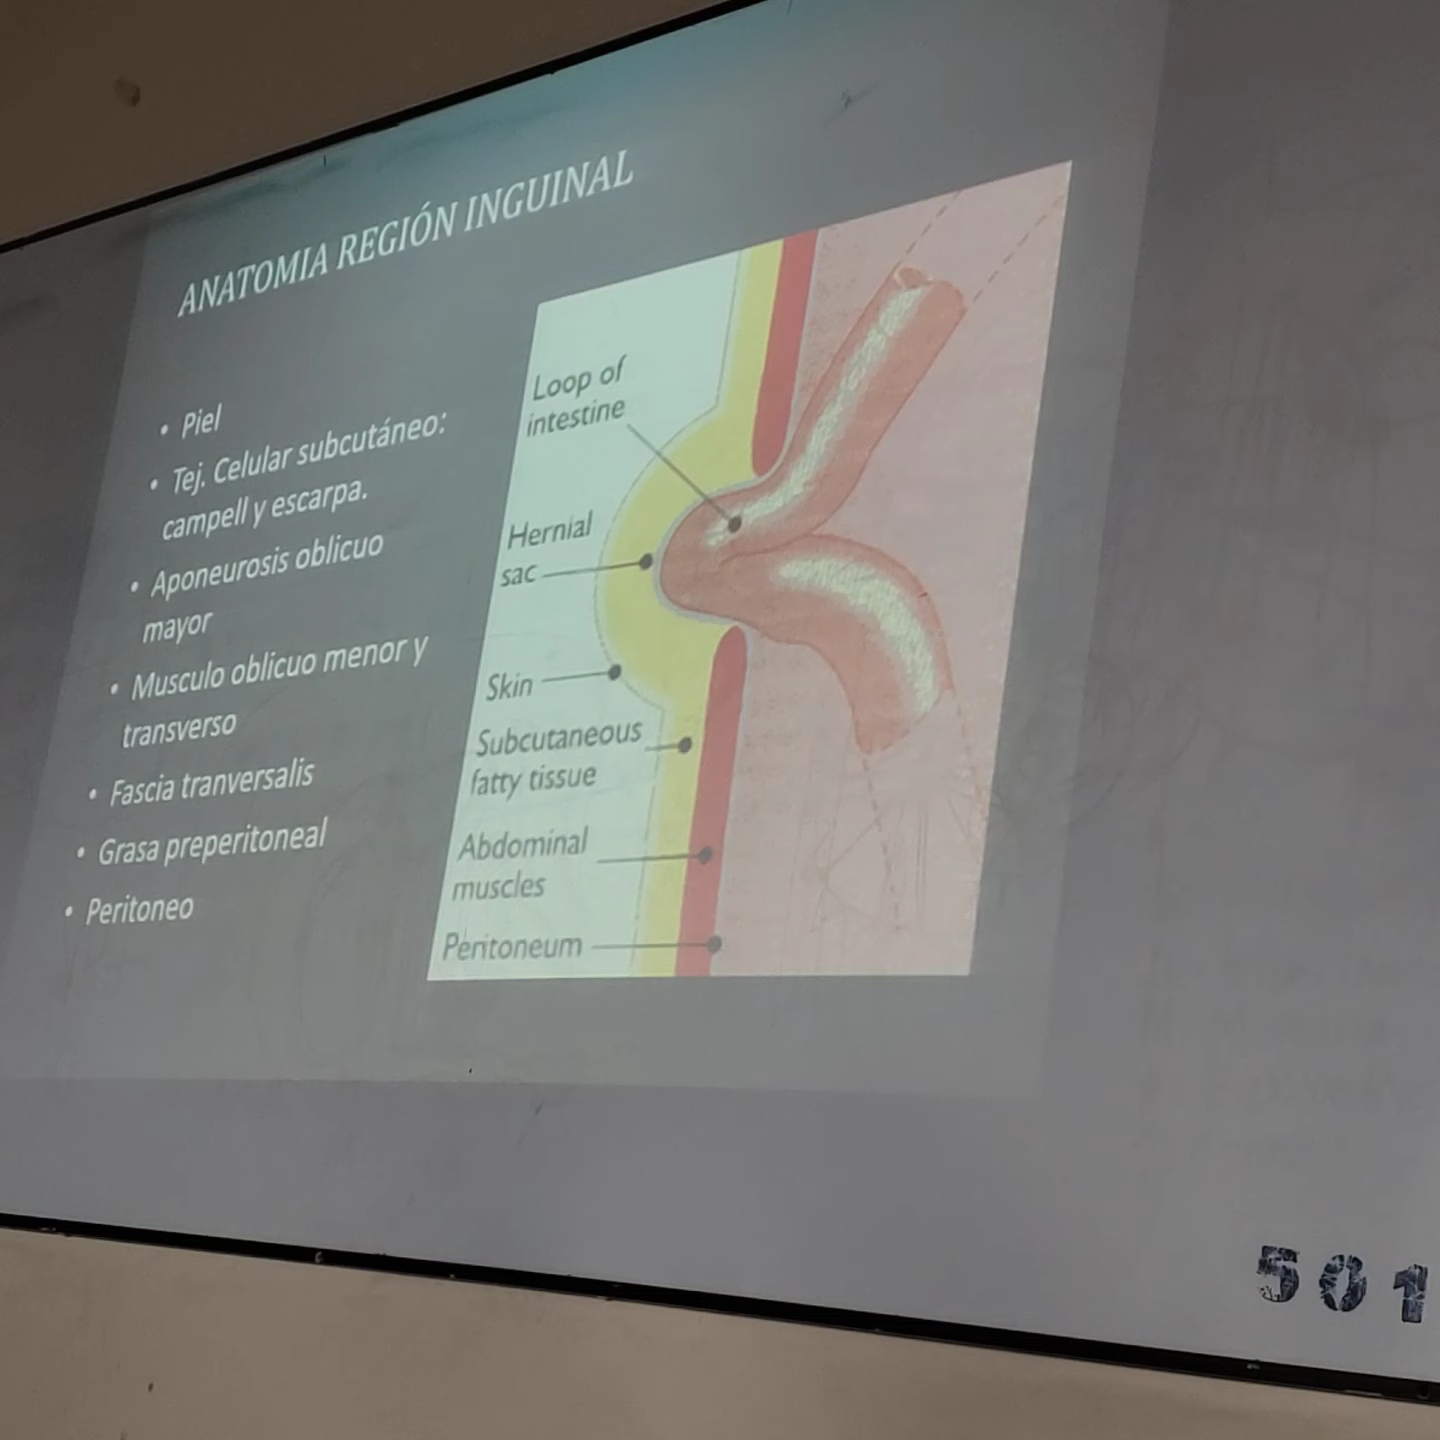 ANATOMIA REGIÓN INGUINAL
• Piel
• Tej. Celular subcutáneo:
campell y escarpa.
• Aponeurosis oblicuo
mayor
• Musculo oblicuo menor y
transverso
• Fascia tranversalis
• Grasa preperitoneal
• Peritoneo
Loop of
intestine
Hernial
sac
Skin
Subcutaneous
fatty tissue
Abdominal
muscles
Peritoneum
501